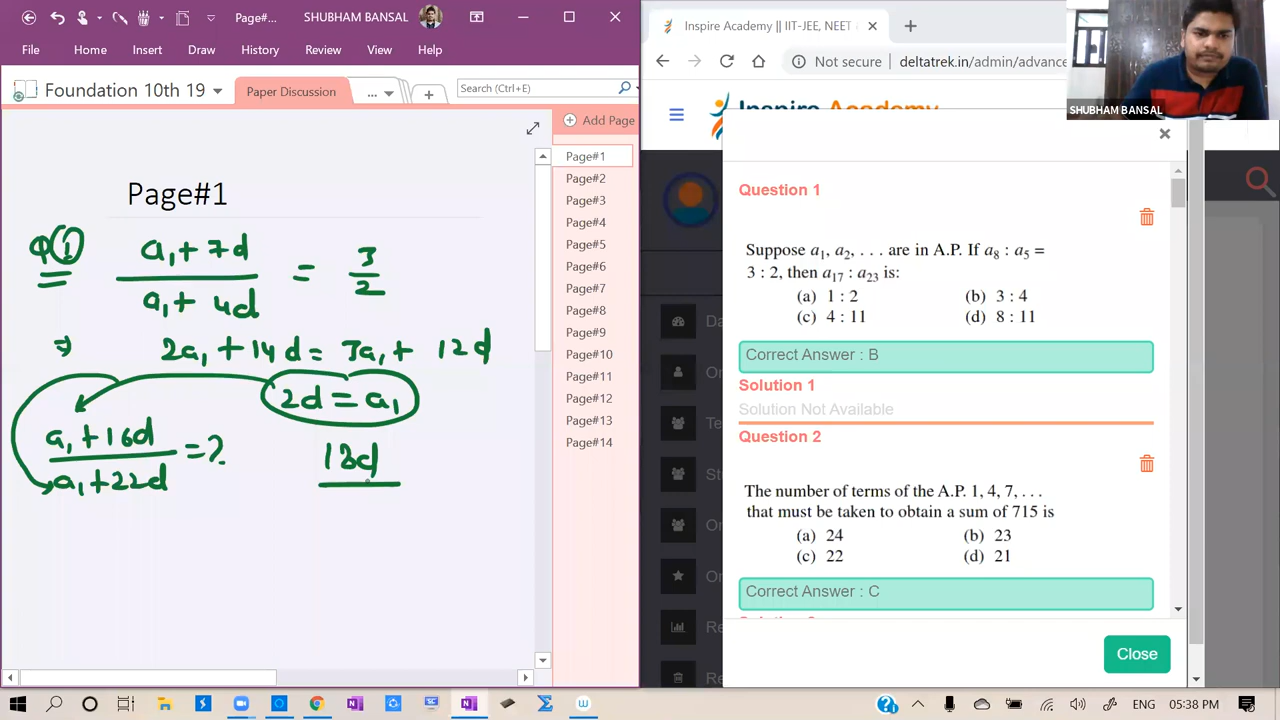 Page#1
SHUBHAM BANSAL
File Home Insert Draw History Review View Help
Foundation 10th 19
Paper Discussion
...
Search (Ctrl+E)
Add Page
Page#1
Page#2
Page#3
Page#4
Page#5
Page#6
Page#7
Page#8
Page#9
Page#10
Page#11
Page#12
Page#13
Page#14
Page#1
Q① (a₁ + 7d)/(a₁ + 4d) = 3/2
⇒ 2a₁ + 14d = 3a₁ + 12d
2d = a₁
(a₁ + 16d)/(a₁ + 22d) = ?
18d
Inspire Academy || IIT-JEE, NEET
Not secure deltatrek.in/admin/advance
SHUBHAM BANSAL
Inspire Academy
Question 1
Suppose a₁, a₂, . . . are in A.P. If a₈ : a₅ =
3 : 2, then a₁₇ : a₂₃ is:
(a) 1 : 2 (b) 3 : 4
(c) 4 : 11 (d) 8 : 11
Correct Answer : B
Solution 1
Solution Not Available
Question 2
The number of terms of the A.P. 1, 4, 7, . . .
that must be taken to obtain a sum of 715 is
(a) 24 (b) 23
(c) 22 (d) 21
Correct Answer : C
Close
ENG 05:38 PM